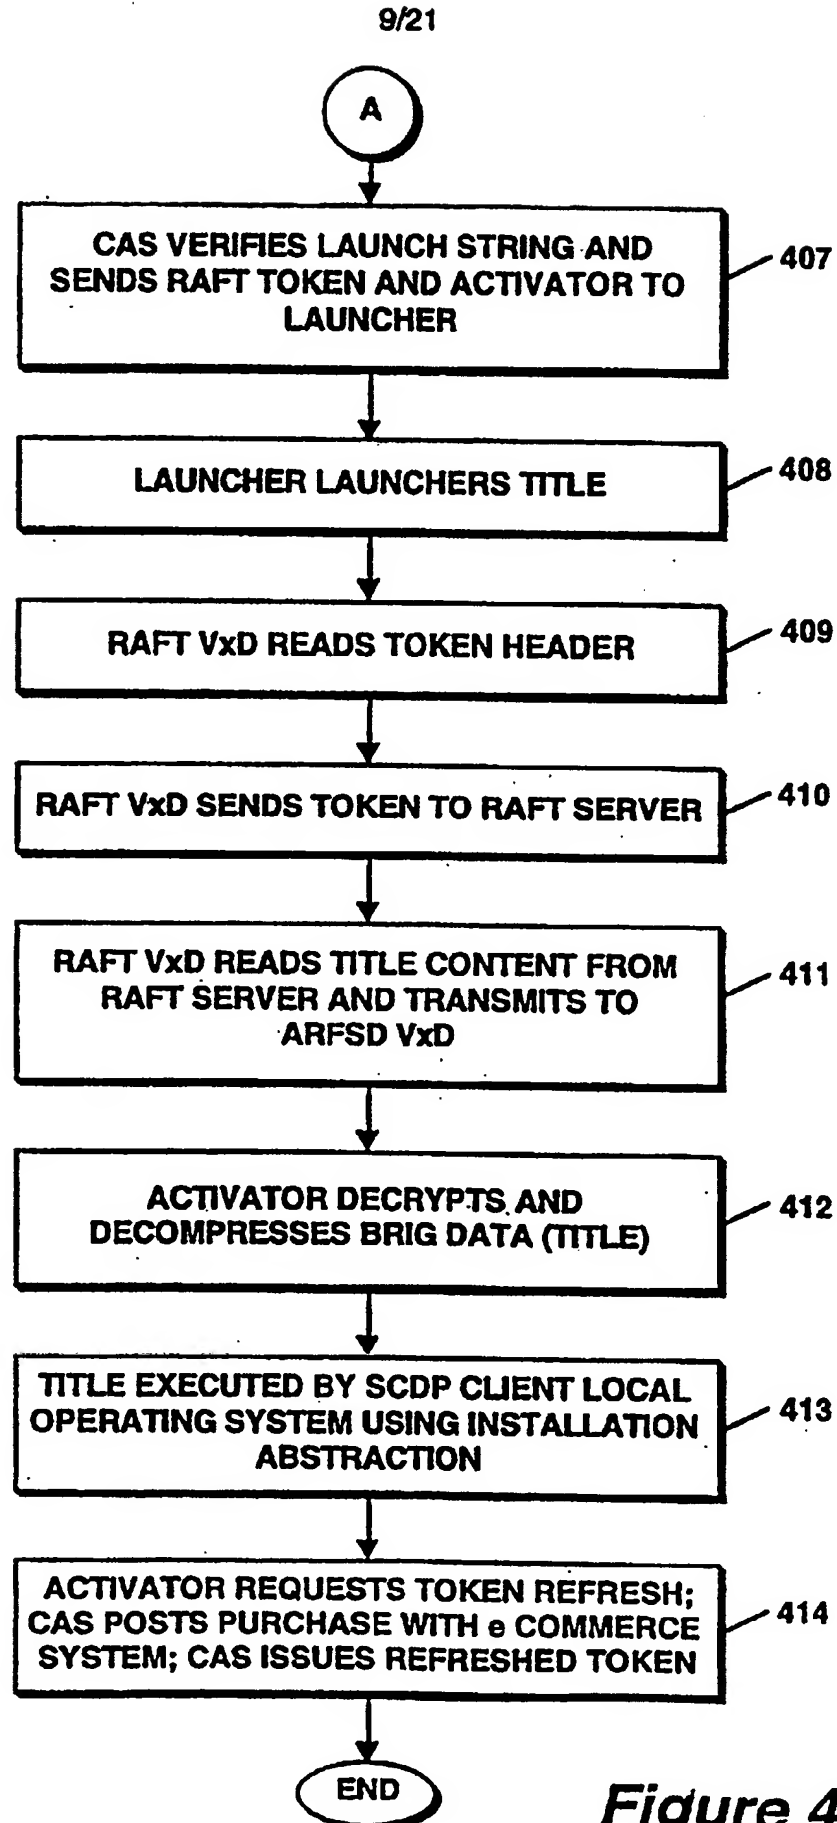 9/21
A
CAS VERIFIES LAUNCH STRING AND
SENDS RAFT TOKEN AND ACTIVATOR TO
LAUNCHER
407
LAUNCHER LAUNCHERS TITLE
408
RAFT VxD READS TOKEN HEADER
409
RAFT VxD SENDS TOKEN TO RAFT SERVER
410
RAFT VxD READS TITLE CONTENT FROM
RAFT SERVER AND TRANSMITS TO
ARFSD VxD
411
ACTIVATOR DECRYPTS AND
DECOMPRESSES BRIG DATA (TITLE)
412
TITLE EXECUTED BY SCDP CLIENT LOCAL
OPERATING SYSTEM USING INSTALLATION
ABSTRACTION
413
ACTIVATOR REQUESTS TOKEN REFRESH;
CAS POSTS PURCHASE WITH e COMMERCE
SYSTEM; CAS ISSUES REFRESHED TOKEN
414
END
Figure 4